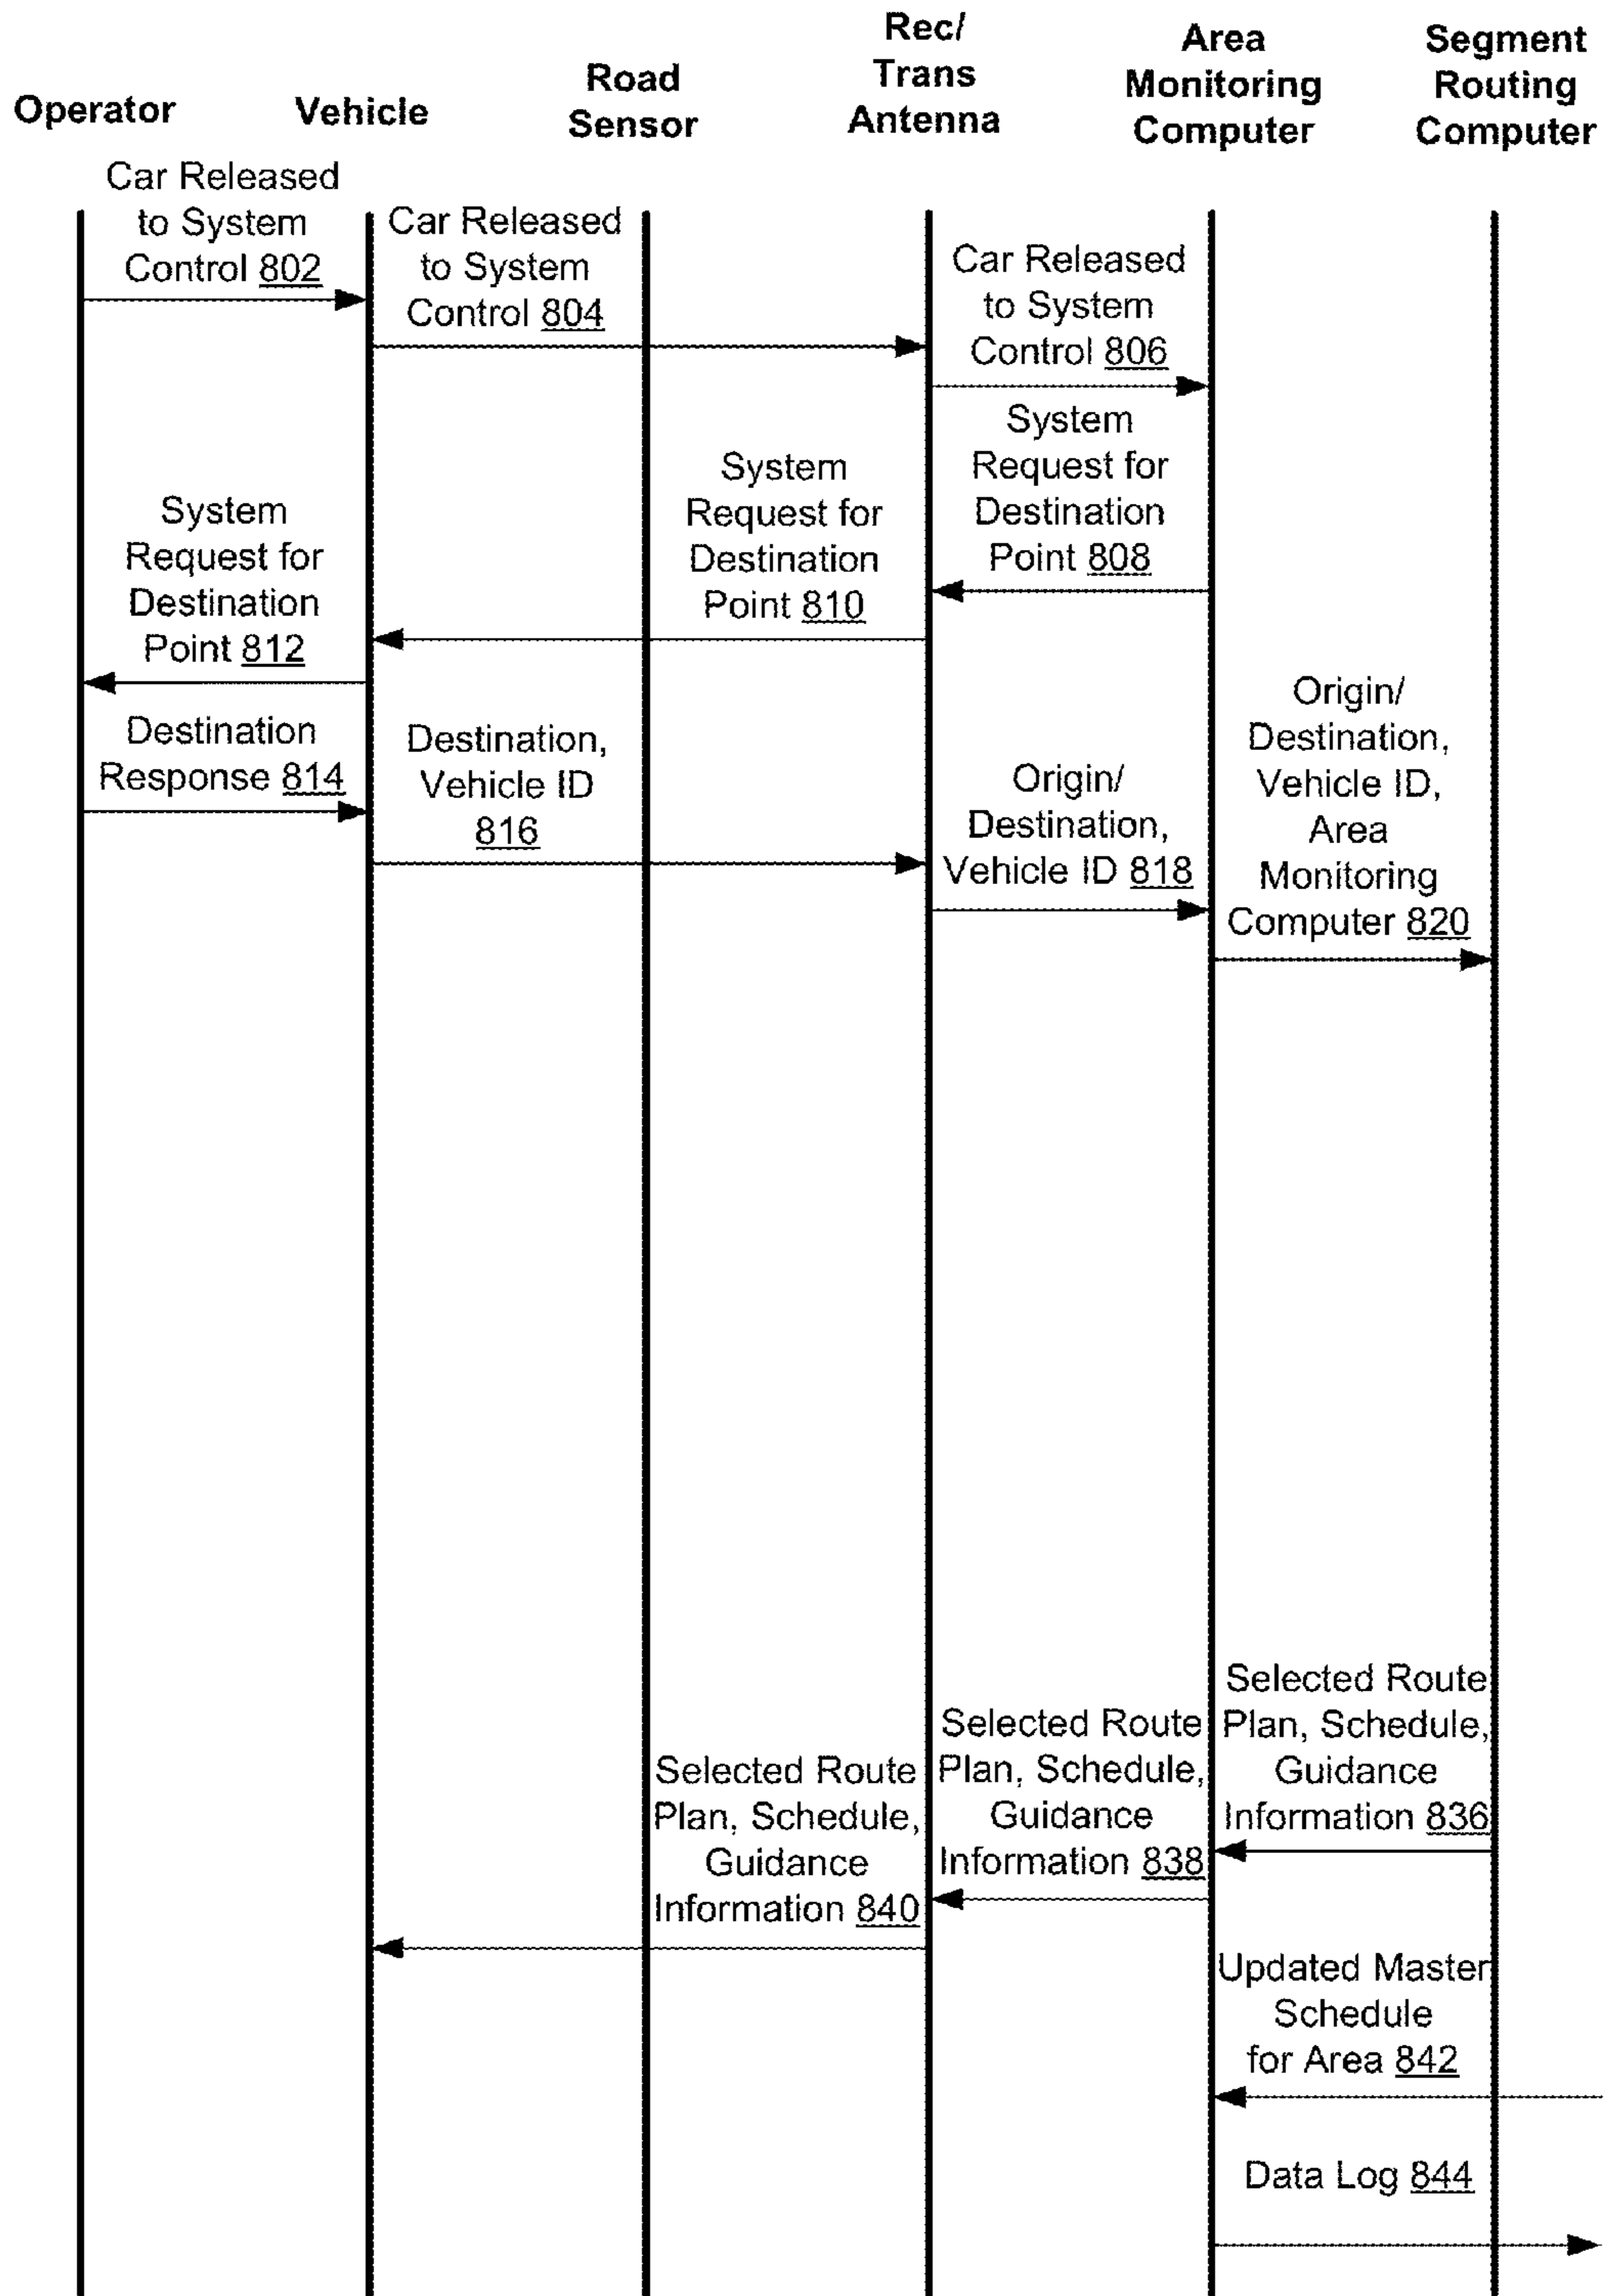 Operator
Vehicle
Road
Sensor
Rec/
Trans
Antenna
Area
Monitoring
Computer
Segment
Routing
Computer
Car Released
to System
Control 802
Car Released
to System
Control 804
Car Released
to System
Control 806
System
Request for
Destination
Point 808
System
Request for
Destination
Point 810
System
Request for
Destination
Point 812
Destination
Response 814
Destination,
Vehicle ID
816
Origin/
Destination,
Vehicle ID 818
Origin/
Destination,
Vehicle ID,
Area
Monitoring
Computer 820
Selected Route
Plan, Schedule,
Guidance
Information 836
Selected Route
Plan, Schedule,
Guidance
Information 838
Selected Route
Plan, Schedule,
Guidance
Information 840
Updated Master
Schedule
for Area 842
Data Log 844